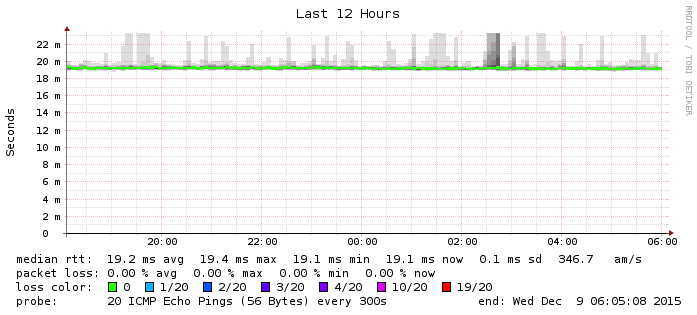 Last 12 Hours
RRDTOOL / TOBI OETIKER
Seconds
22 m
20 m
18 m
16 m
14 m
12 m
10 m
8 m
6 m
4 m
2 m
0
20:00 22:00 00:00 02:00 04:00 06:00
median rtt: 19.2 ms avg 19.4 ms max 19.1 ms min 19.1 ms now 0.1 ms sd 346.7 am/s
packet loss: 0.00 % avg 0.00 % max 0.00 % min 0.00 % now
loss color: 0 1/20 2/20 3/20 4/20 10/20 19/20
probe: 20 ICMP Echo Pings (56 Bytes) every 300s end: Wed Dec 9 06:05:08 2015